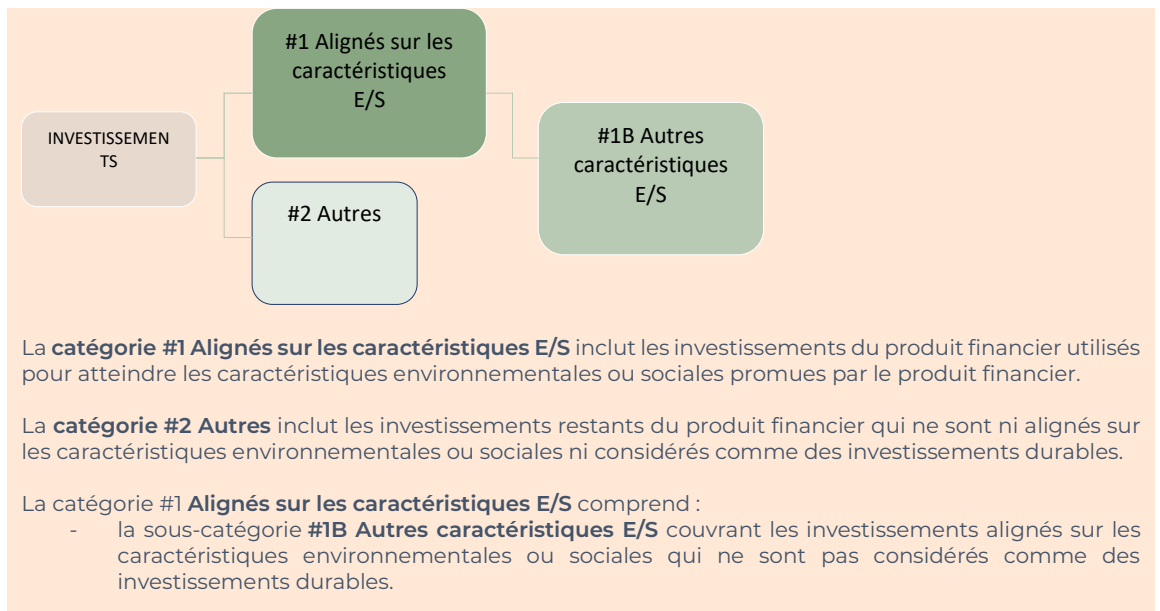 #1 Alignés sur les
caractéristiques
E/S
INVESTISSEMEN
TS
#1B Autres
caractéristiques
E/S
#2 Autres
La catégorie #1 Alignés sur les caractéristiques E/S inclut les investissements du produit financier utilisés
pour atteindre les caractéristiques environnementales ou sociales promues par le produit financier.
La catégorie #2 Autres inclut les investissements restants du produit financier qui ne sont ni alignés sur
les caractéristiques environnementales ou sociales ni considérés comme des investissements durables.
La catégorie #1 Alignés sur les caractéristiques E/S comprend :
- la sous-catégorie #1B Autres caractéristiques E/S couvrant les investissements alignés sur les
caractéristiques environnementales ou sociales qui ne sont pas considérés comme des
investissements durables.